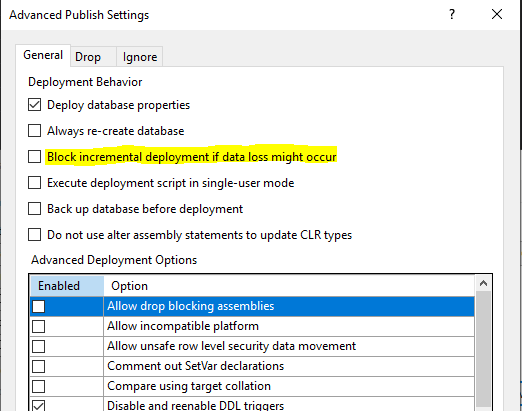 Advanced Publish Settings
?
General Drop Ignore
Deployment Behavior
Deploy database properties
Always re-create database
Block incremental deployment if data loss might occur
Execute deployment script in single-user mode
Back up database before deployment
Do not use alter assembly statements to update CLR types
Advanced Deployment Options
Enabled Option
Allow drop blocking assemblies
Allow incompatible platform
Allow unsafe row level security data movement
Comment out SetVar declarations
Compare using target collation
Disable and reenable DDL triggers